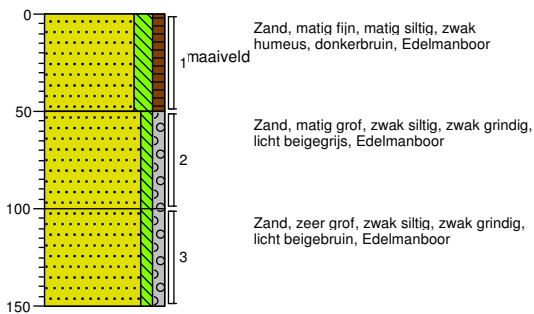 0
Zand, matig fijn, matig siltig, zwak
humeus, donkerbruin, Edelmanboor
1
maaiveld
50
Zand, matig grof, zwak siltig, zwak grindig,
licht beigegrijs, Edelmanboor
2
100
Zand, zeer grof, zwak siltig, zwak grindig,
licht beigebruin, Edelmanboor
3
150